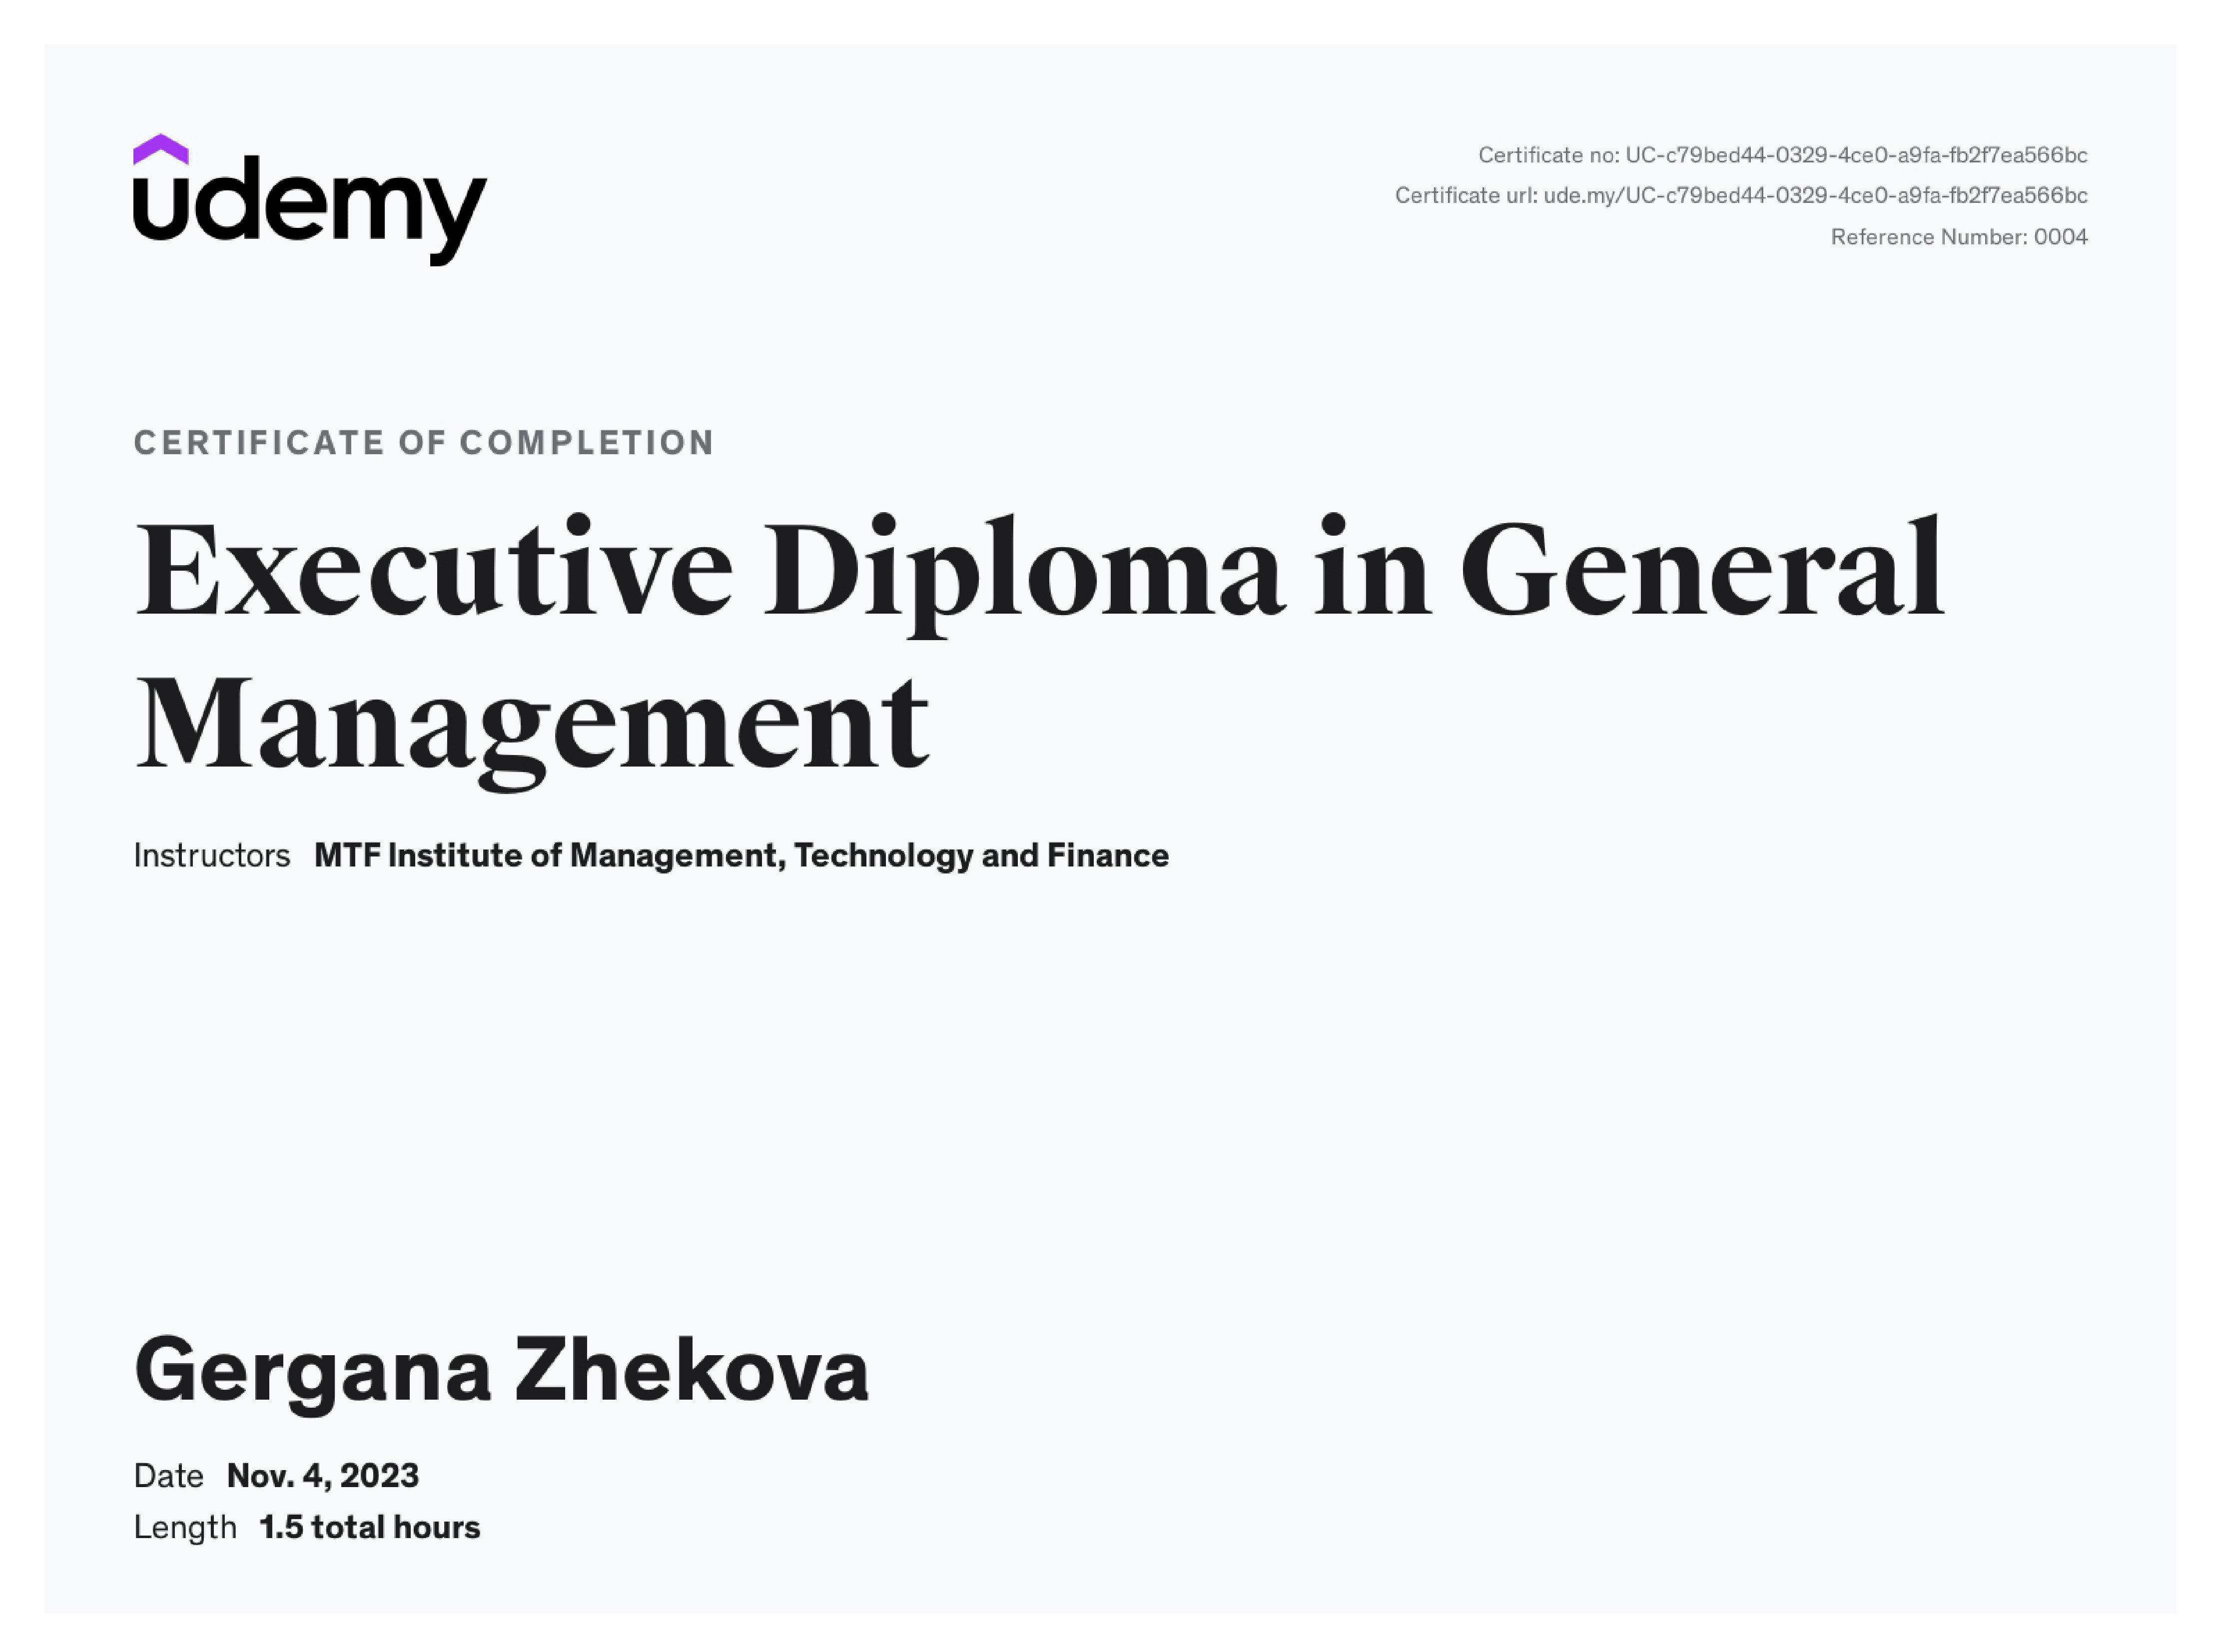 udemy
Certificate no: UC-c79bed44-0329-4ce0-a9fa-fb2f7ea566bc
Certificate url: ude.my/UC-c79bed44-0329-4ce0-a9fa-fb2f7ea566bc
Reference Number: 0004
CERTIFICATE OF COMPLETION
Executive Diploma in General
Management
Instructors MTF Institute of Management, Technology and Finance
Gergana Zhekova
Date Nov. 4, 2023
Length 1.5 total hours